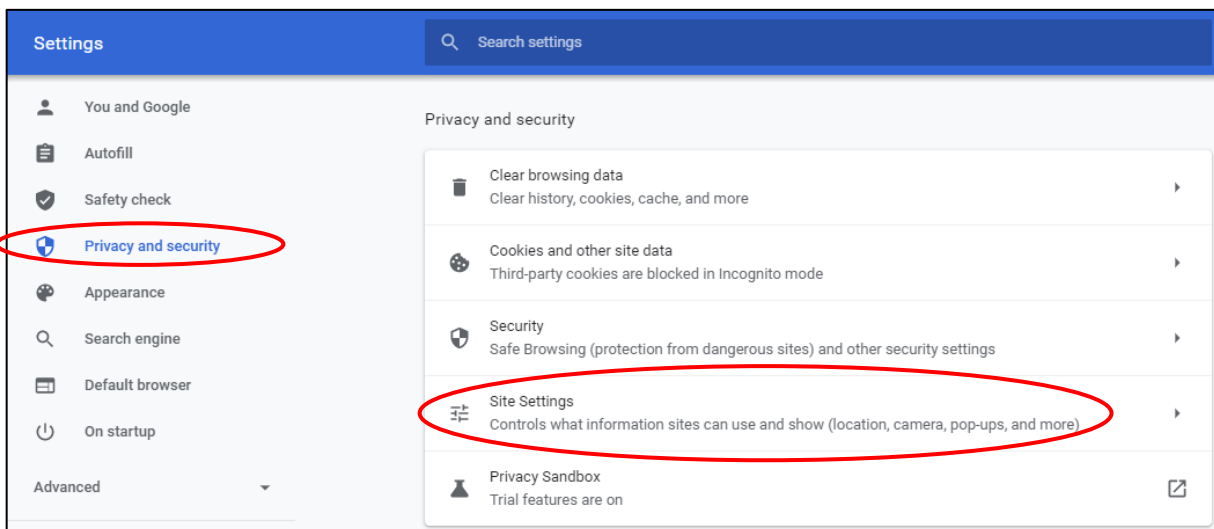 Settings
Search settings
You and Google
Autofill
Safety check
Privacy and security
Appearance
Search engine
Default browser
On startup
Advanced
Privacy and security
Clear browsing data
Clear history, cookies, cache, and more
Cookies and other site data
Third-party cookies are blocked in Incognito mode
Security
Safe Browsing (protection from dangerous sites) and other security settings
Site Settings
Controls what information sites can use and show (location, camera, pop-ups, and more)
Privacy Sandbox
Trial features are on